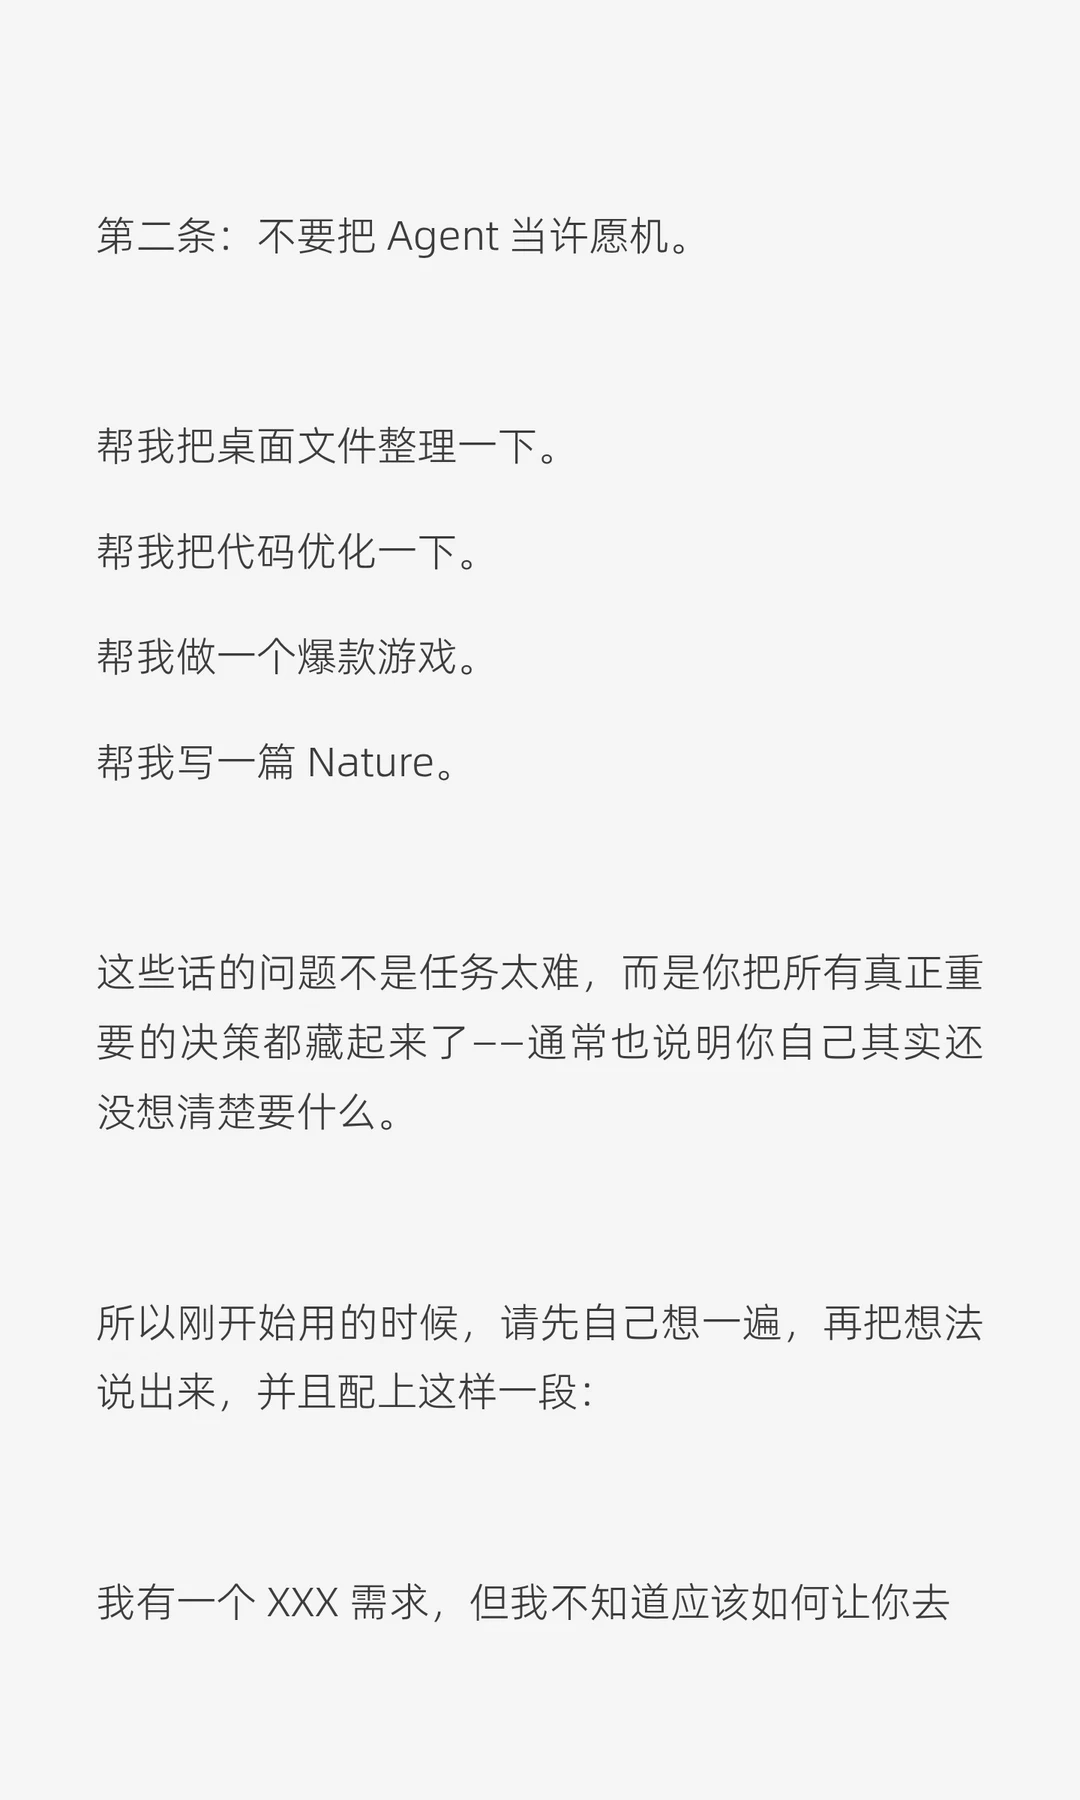 第二条：不要把 Agent 当许愿机。
帮我把桌面文件整理一下。
帮我把代码优化一下。
帮我做一个爆款游戏。
帮我写一篇 Nature。
这些话的问题不是任务太难，而是你把所有真正重
要的决策都藏起来了——通常也说明你自己其实还
没想清楚要什么。
所以刚开始用的时候，请先自己想一遍，再把想法
说出来，并且配上这样一段：
我有一个 XXX 需求，但我不知道应该如何让你去